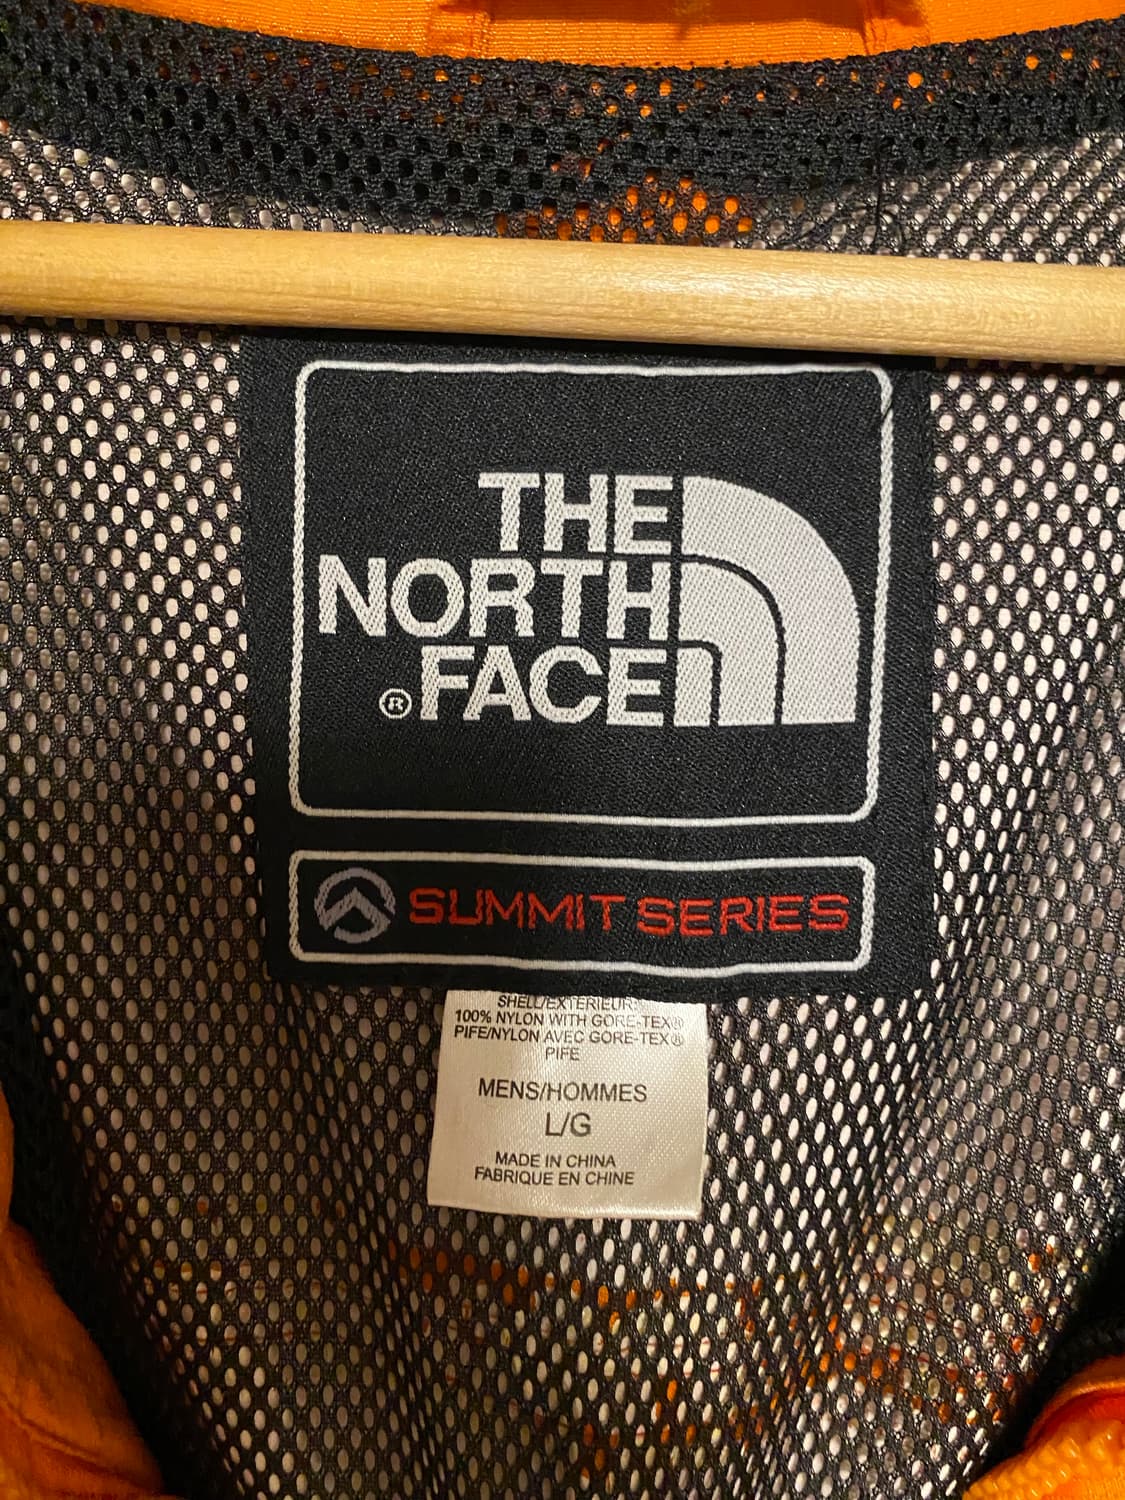 THE
NORTH
®FACE
SUMMIT SERIES
SHELL/EXTERIEUR:
100% NYLON WITH GORE-TEX®
PIFE/NYLON AVEC GORE-TEX®
PIFE
MENS/HOMMES
L/G
MADE IN CHINA
FABRIQUE EN CHINE